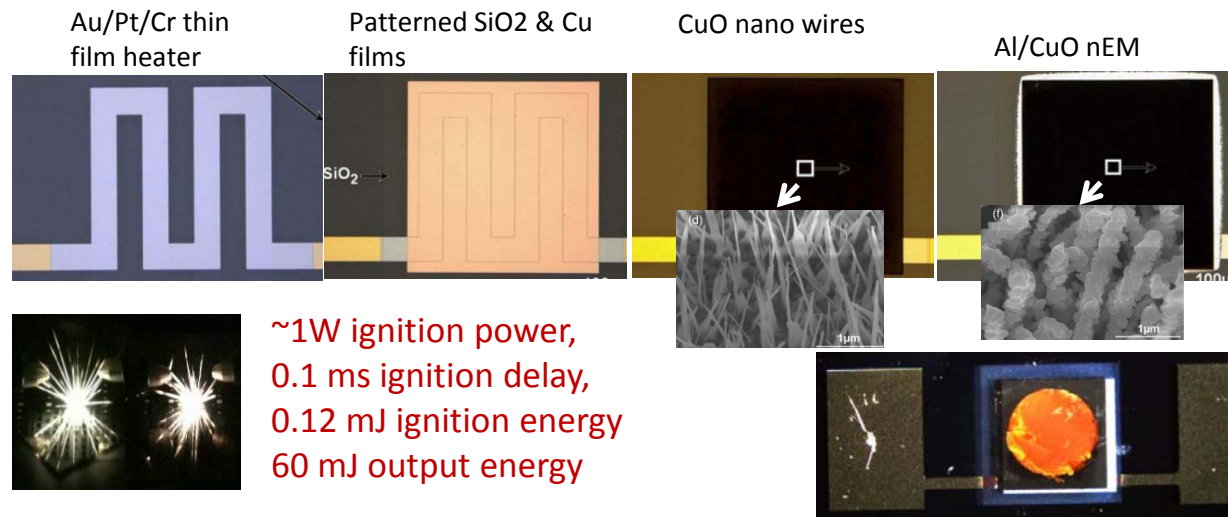 Au/Pt/Cr thin
film heater
Patterned SiO2 & Cu
films
CuO nano wires
Al/CuO nEM
SiO₂
(d)
1μm
(f)
1μm
100μ
~1W ignition power,
0.1 ms ignition delay,
0.12 mJ ignition energy
60 mJ output energy